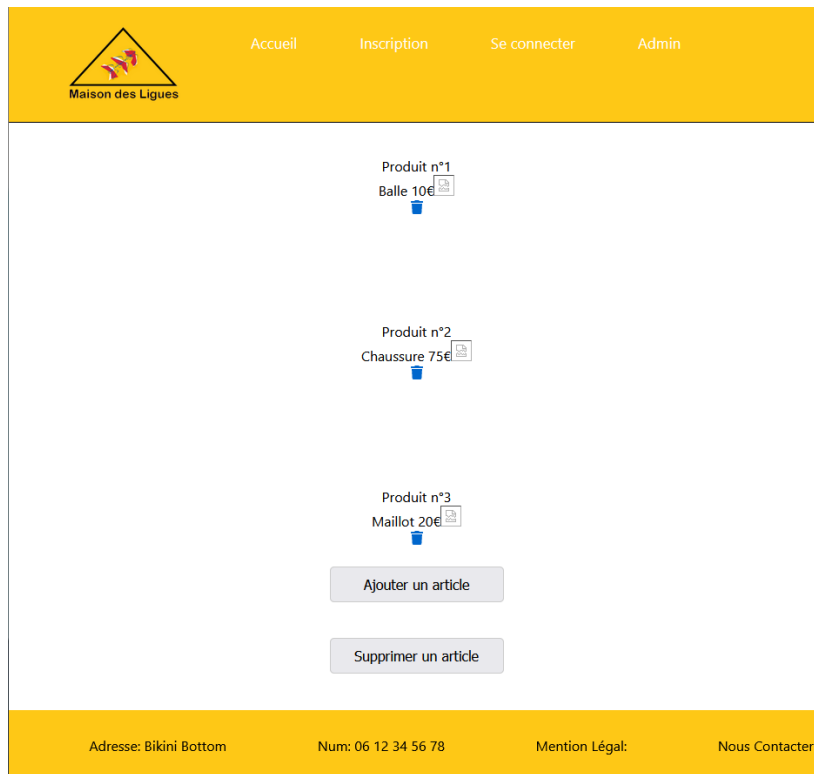 Accueil Inscription Se connecter Admin
Maison des Ligues
Produit n°1
Balle 10€
Produit n°2
Chaussure 75€
Produit n°3
Maillot 20€
Ajouter un article
Supprimer un article
Adresse: Bikini Bottom Num: 06 12 34 56 78 Mention Légal: Nous Contacter